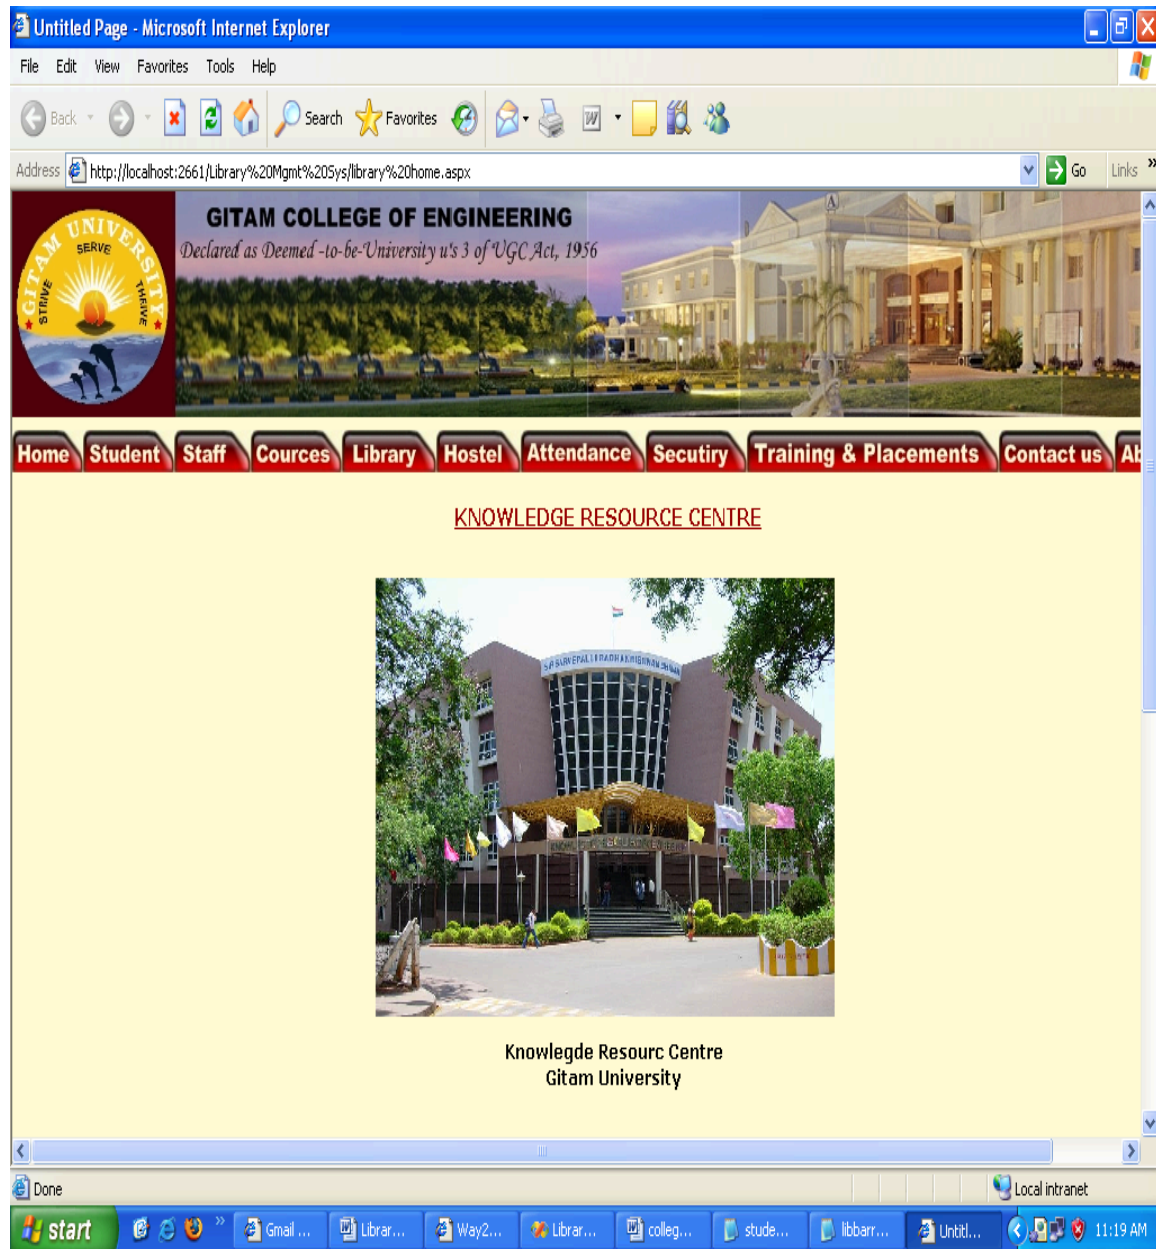 Untitled Page - Microsoft Internet Explorer
File Edit View Favorites Tools Help
Back Search Favorites
Address http://localhost:2661/Library%20Mgmt%20Sys/library%20home.aspx Go Links »
GITAM UNIVERSITY
SERVE
STRIVE
THRIVE
GITAM COLLEGE OF ENGINEERING
Declared as Deemed -to-be-University u's 3 of UGC Act, 1956
Home Student Staff Cources Library Hostel Attendance Secutiry Training & Placements Contact us Ab
KNOWLEDGE RESOURCE CENTRE
Knowlegde Resourc Centre
Gitam University
Done Local intranet
start » Gmail ... Librar... Way2... Librar... colleg... stude... libbarr... Untitl... 11:19 AM